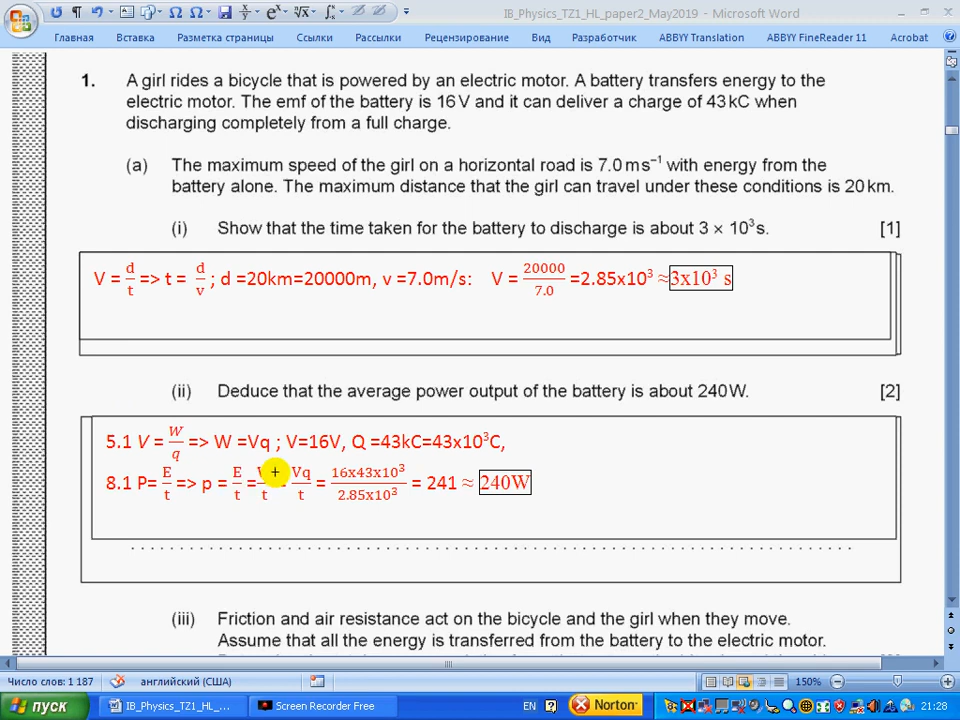 IB_Physics_TZ1_HL_paper2_May2019 - Microsoft Word
Главная Вставка Разметка страницы Ссылки Рассылки Рецензирование Вид Разработчик ABBYY Translation ABBYY FineReader 11 Acrobat
1. A girl rides a bicycle that is powered by an electric motor. A battery transfers energy to the
electric motor. The emf of the battery is 16 V and it can deliver a charge of 43 kC when
discharging completely from a full charge.
(a) The maximum speed of the girl on a horizontal road is 7.0 m s⁻¹ with energy from the
battery alone. The maximum distance that the girl can travel under these conditions is 20 km.
(i) Show that the time taken for the battery to discharge is about 3 × 10³ s. [1]
V = d/t => t = d/v ; d =20km=20000m, v =7.0m/s: V = 20000/7.0 =2.85x10³ ≈3x10³ s
(ii) Deduce that the average power output of the battery is about 240 W. [2]
5.1 V = W/q => W =Vq ; V=16V, Q =43kC=43x10³C,
8.1 P= E/t => p = E/t = /t = Vq/t = 16x43x10³/2.85x10³ = 241 ≈ 240W
(iii) Friction and air resistance act on the bicycle and the girl when they move.
Assume that all the energy is transferred from the battery to the electric motor.
Число слов: 1 187 английский (США) 150%
пуск IB_Physics_TZ1_HL_... Screen Recorder Free EN Norton 21:28